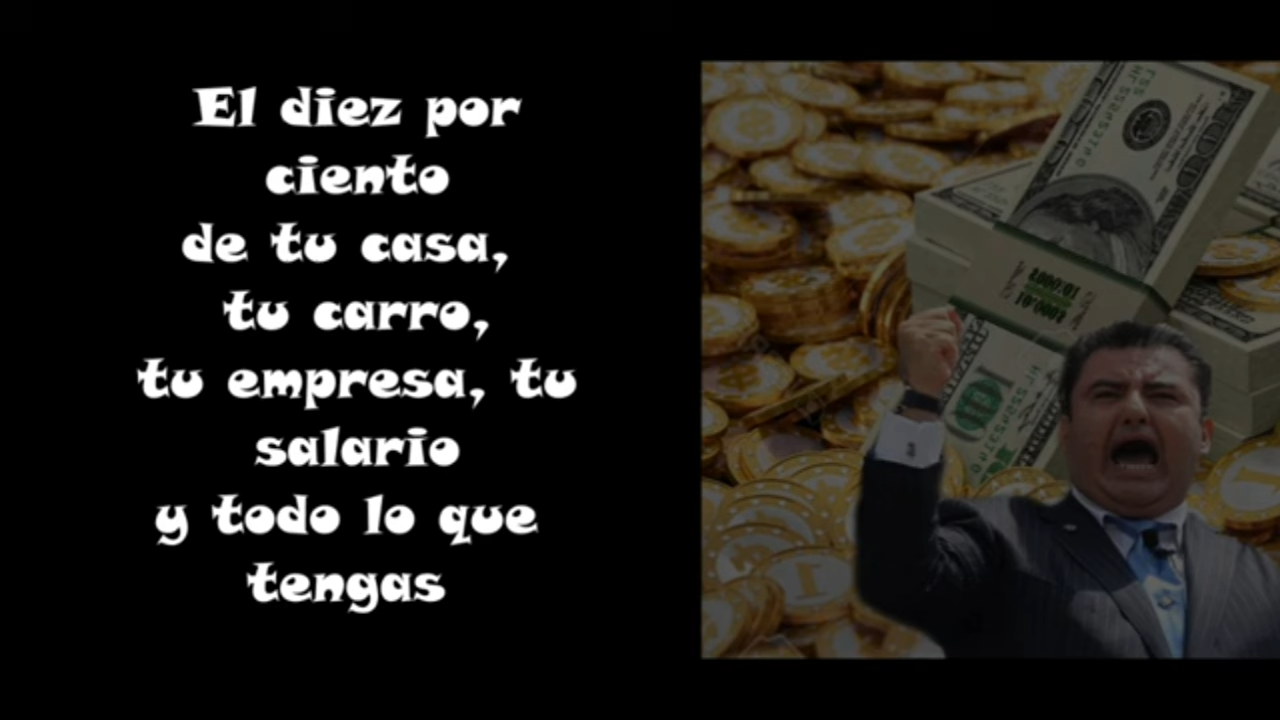 El diez por
ciento
de tu casa,
tu carro,
tu empresa, tu
salario
y todo lo que
tengas